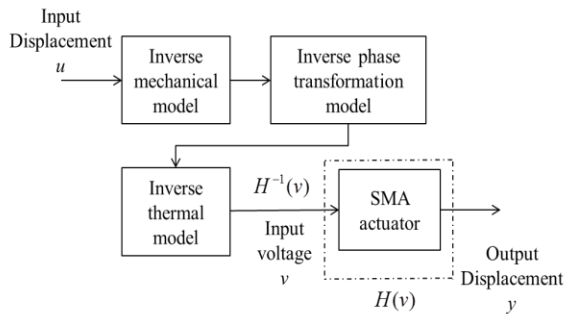 Input
Displacement
u
Inverse
mechanical
model
Inverse phase
transformation
model
Inverse
thermal
model
H⁻¹(v)
Input
voltage
v
SMA
actuator
H(v)
Output
Displacement
y